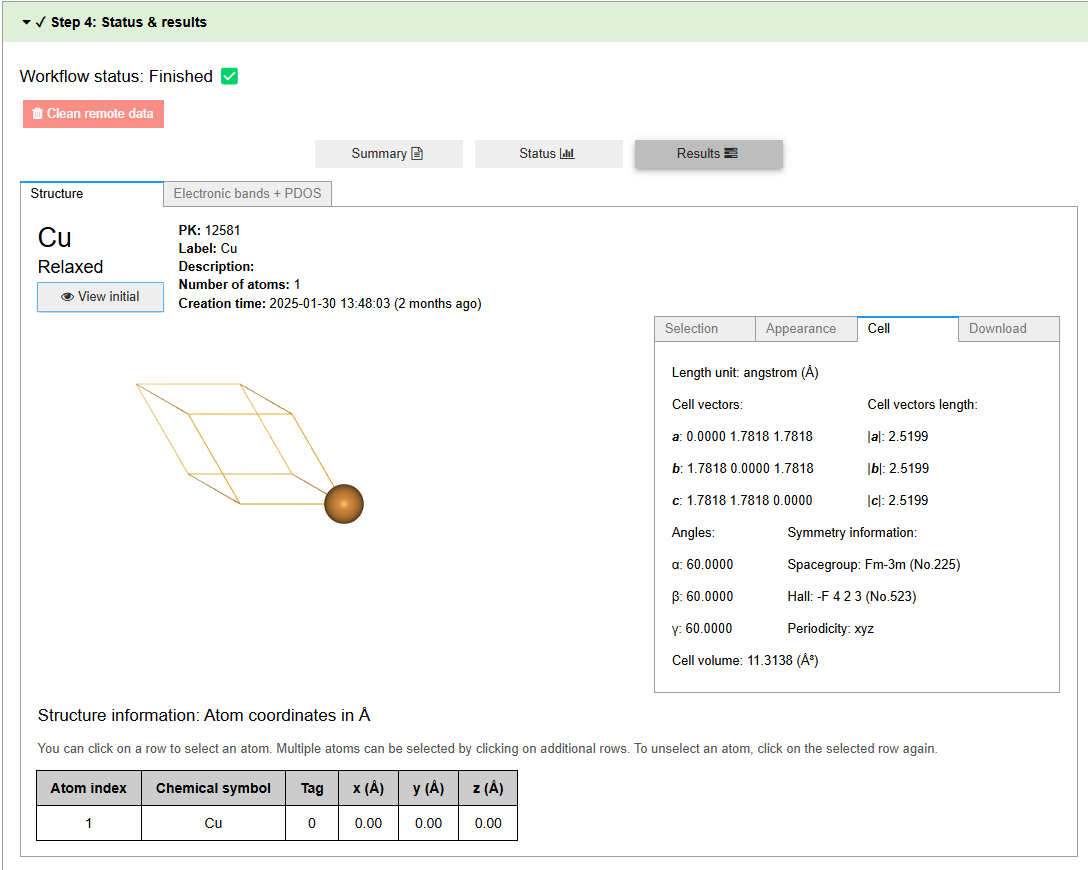 ✓ Step 4: Status & results
Workflow status: Finished ✅
Clean remote data
Summary
Status
Results
Structure
Electronic bands + PDOS
Cu
Relaxed
View initial
PK: 12581
Label: Cu
Description:
Number of atoms: 1
Creation time: 2025-01-30 13:48:03 (2 months ago)
Selection
Appearance
Cell
Download
Length unit: angstrom (Å)
Cell vectors:
Cell vectors length:
a: 0.0000 1.7818 1.7818
|a|: 2.5199
b: 1.7818 0.0000 1.7818
|b|: 2.5199
c: 1.7818 1.7818 0.0000
|c|: 2.5199
Angles:
Symmetry information:
α: 60.0000
Spacegroup: Fm-3m (No.225)
β: 60.0000
Hall: -F 4 2 3 (No.523)
γ: 60.0000
Periodicity: xyz
Cell volume: 11.3138 (Å³)
Structure information: Atom coordinates in Å
You can click on a row to select an atom. Multiple atoms can be selected by clicking on additional rows. To unselect an atom, click on the selected row again.
Atom index Chemical symbol Tag x (Å) y (Å) z (Å)
1 Cu 0 0.00 0.00 0.00